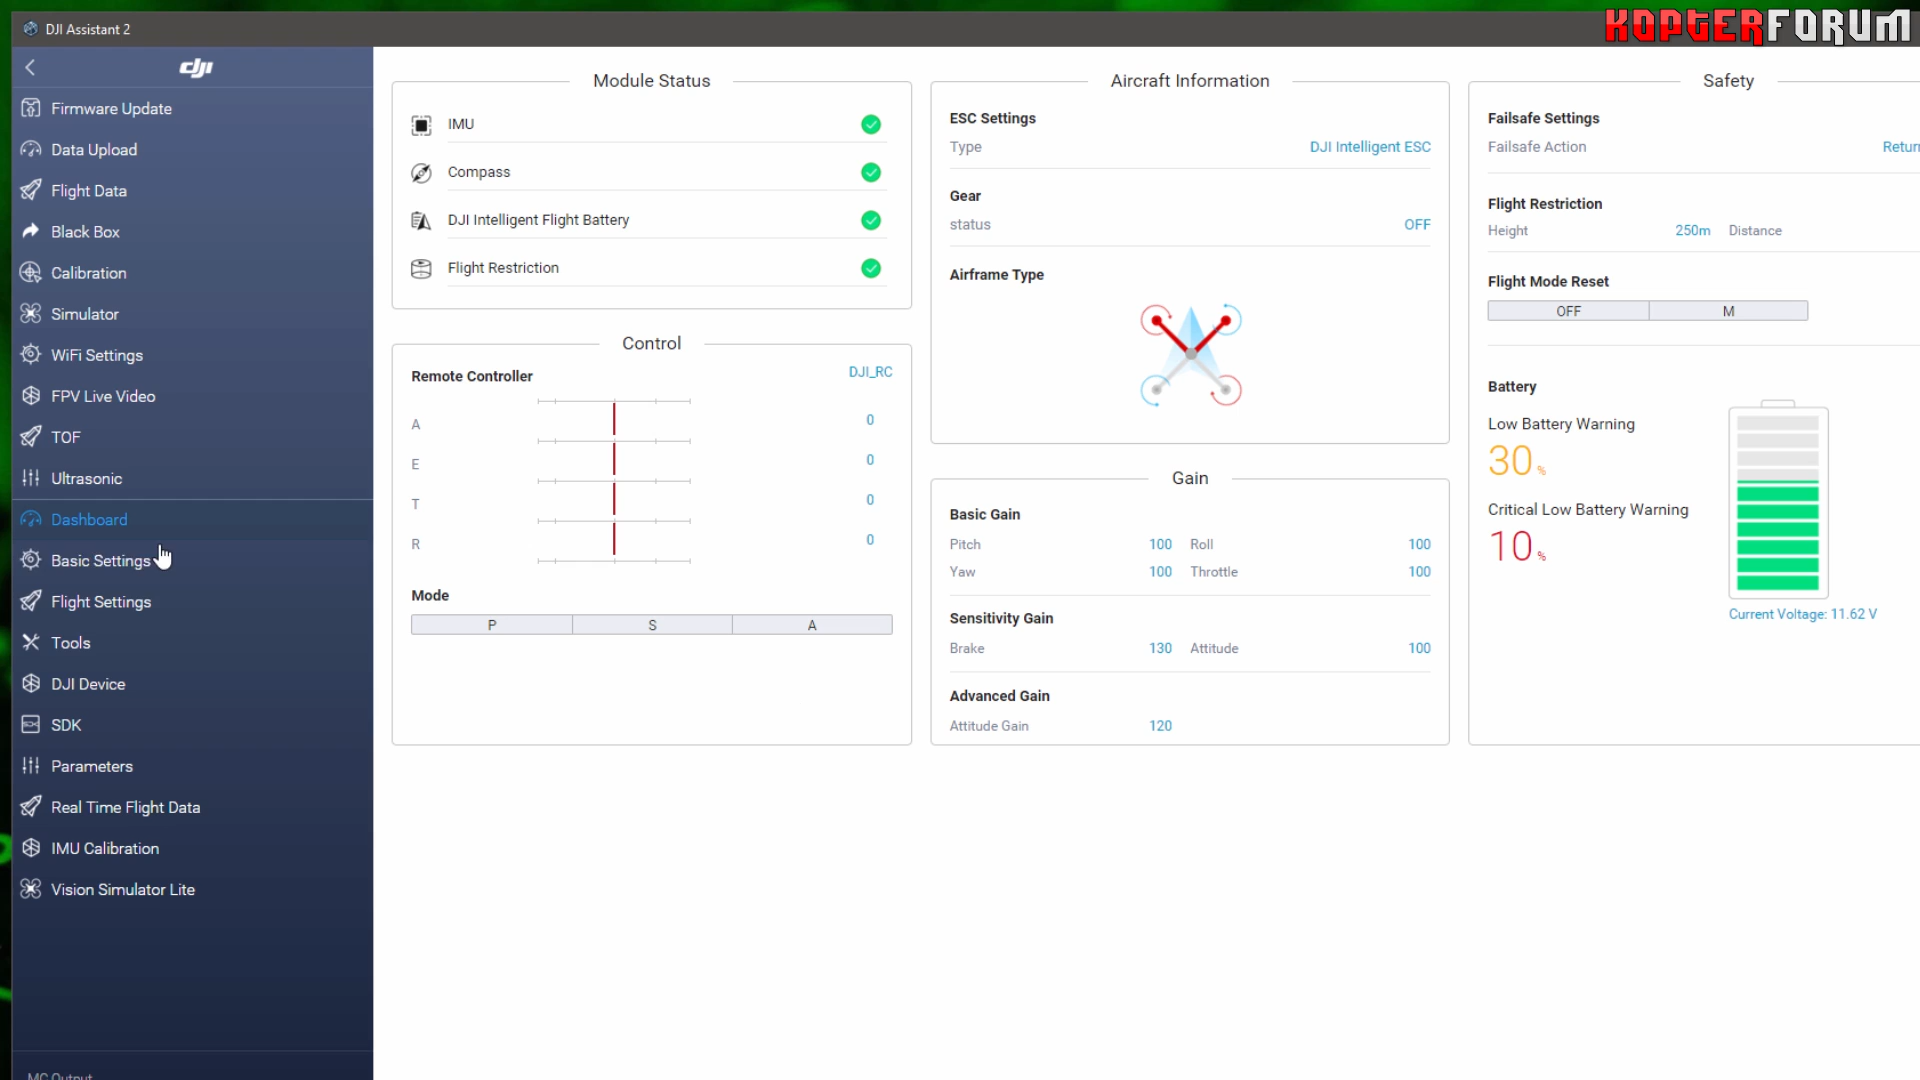 DJI Assistant 2
KOPTERFORUM
dji
Firmware Update
Data Upload
Flight Data
Black Box
Calibration
Simulator
WiFi Settings
FPV Live Video
TOF
Ultrasonic
Dashboard
Basic Settings
Flight Settings
Tools
DJI Device
SDK
Parameters
Real Time Flight Data
IMU Calibration
Vision Simulator Lite
MC Output
Module Status
IMU
Compass
DJI Intelligent Flight Battery
Flight Restriction
Control
Remote Controller DJI_RC
A 0
E 0
T 0
R 0
Mode
P S A
Aircraft Information
ESC Settings
Type DJI Intelligent ESC
Gear
status OFF
Airframe Type
Gain
Basic Gain
Pitch 100 Roll 100
Yaw 100 Throttle 100
Sensitivity Gain
Brake 130 Attitude 100
Advanced Gain
Attitude Gain 120
Safety
Failsafe Settings
Failsafe Action Return
Flight Restriction
Height 250m Distance
Flight Mode Reset
OFF M
Battery
Low Battery Warning
30 %
Critical Low Battery Warning
10 %
Current Voltage: 11.62 V